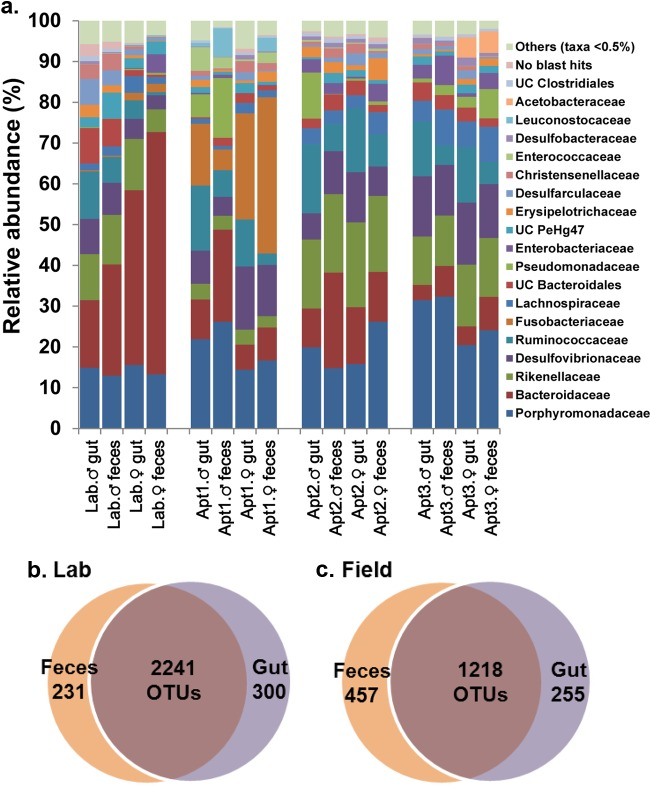 a.
Relative abundance (%)
100
90
80
70
60
50
40
30
20
10
0
Lab.♂ gut
Lab.♂ feces
Lab.♀ gut
Lab.♀ feces
Apt1.♂ gut
Apt1.♂ feces
Apt1.♀ gut
Apt1.♀ feces
Apt2.♂ gut
Apt2.♂ feces
Apt2.♀ gut
Apt2.♀ feces
Apt3.♂ gut
Apt3.♂ feces
Apt3.♀ gut
Apt3.♀ feces
Others (taxa <0.5%)
No blast hits
UC Clostridiales
Acetobacteraceae
Leuconostocaceae
Desulfobacteraceae
Enterococcaceae
Christensenellaceae
Desulfarculaceae
Erysipelotrichaceae
UC PeHg47
Enterobacteriaceae
Pseudomonadaceae
UC Bacteroidales
Lachnospiraceae
Fusobacteriaceae
Ruminococcaceae
Desulfovibrionaceae
Rikenellaceae
Bacteroidaceae
Porphyromonadaceae
b. Lab
Feces
231
2241
OTUs
Gut
300
c. Field
Feces
457
1218
OTUs
Gut
255